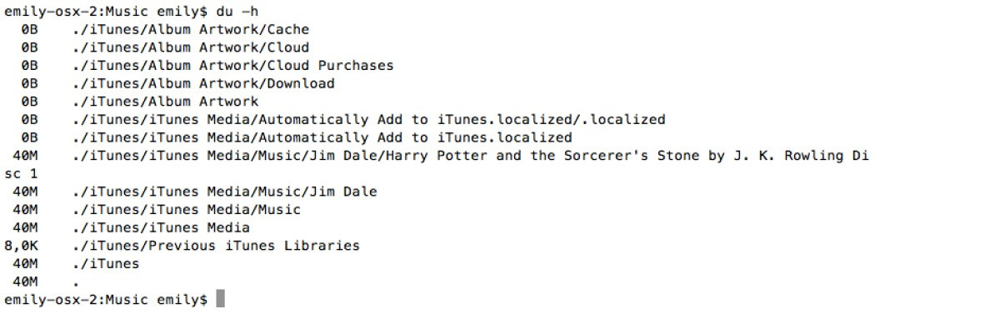 emily-osx-2:Music emily$ du -h
  0B    ./iTunes/Album Artwork/Cache
  0B    ./iTunes/Album Artwork/Cloud
  0B    ./iTunes/Album Artwork/Cloud Purchases
  0B    ./iTunes/Album Artwork/Download
  0B    ./iTunes/Album Artwork
  0B    ./iTunes/iTunes Media/Automatically Add to iTunes.localized/.localized
  0B    ./iTunes/iTunes Media/Automatically Add to iTunes.localized
 40M    ./iTunes/iTunes Media/Music/Jim Dale/Harry Potter and the Sorcerer's Stone by J. K. Rowling Di
sc 1
 40M    ./iTunes/iTunes Media/Music/Jim Dale
 40M    ./iTunes/iTunes Media/Music
 40M    ./iTunes/iTunes Media
8,0K    ./iTunes/Previous iTunes Libraries
 40M    ./iTunes
 40M    .
emily-osx-2:Music emily$